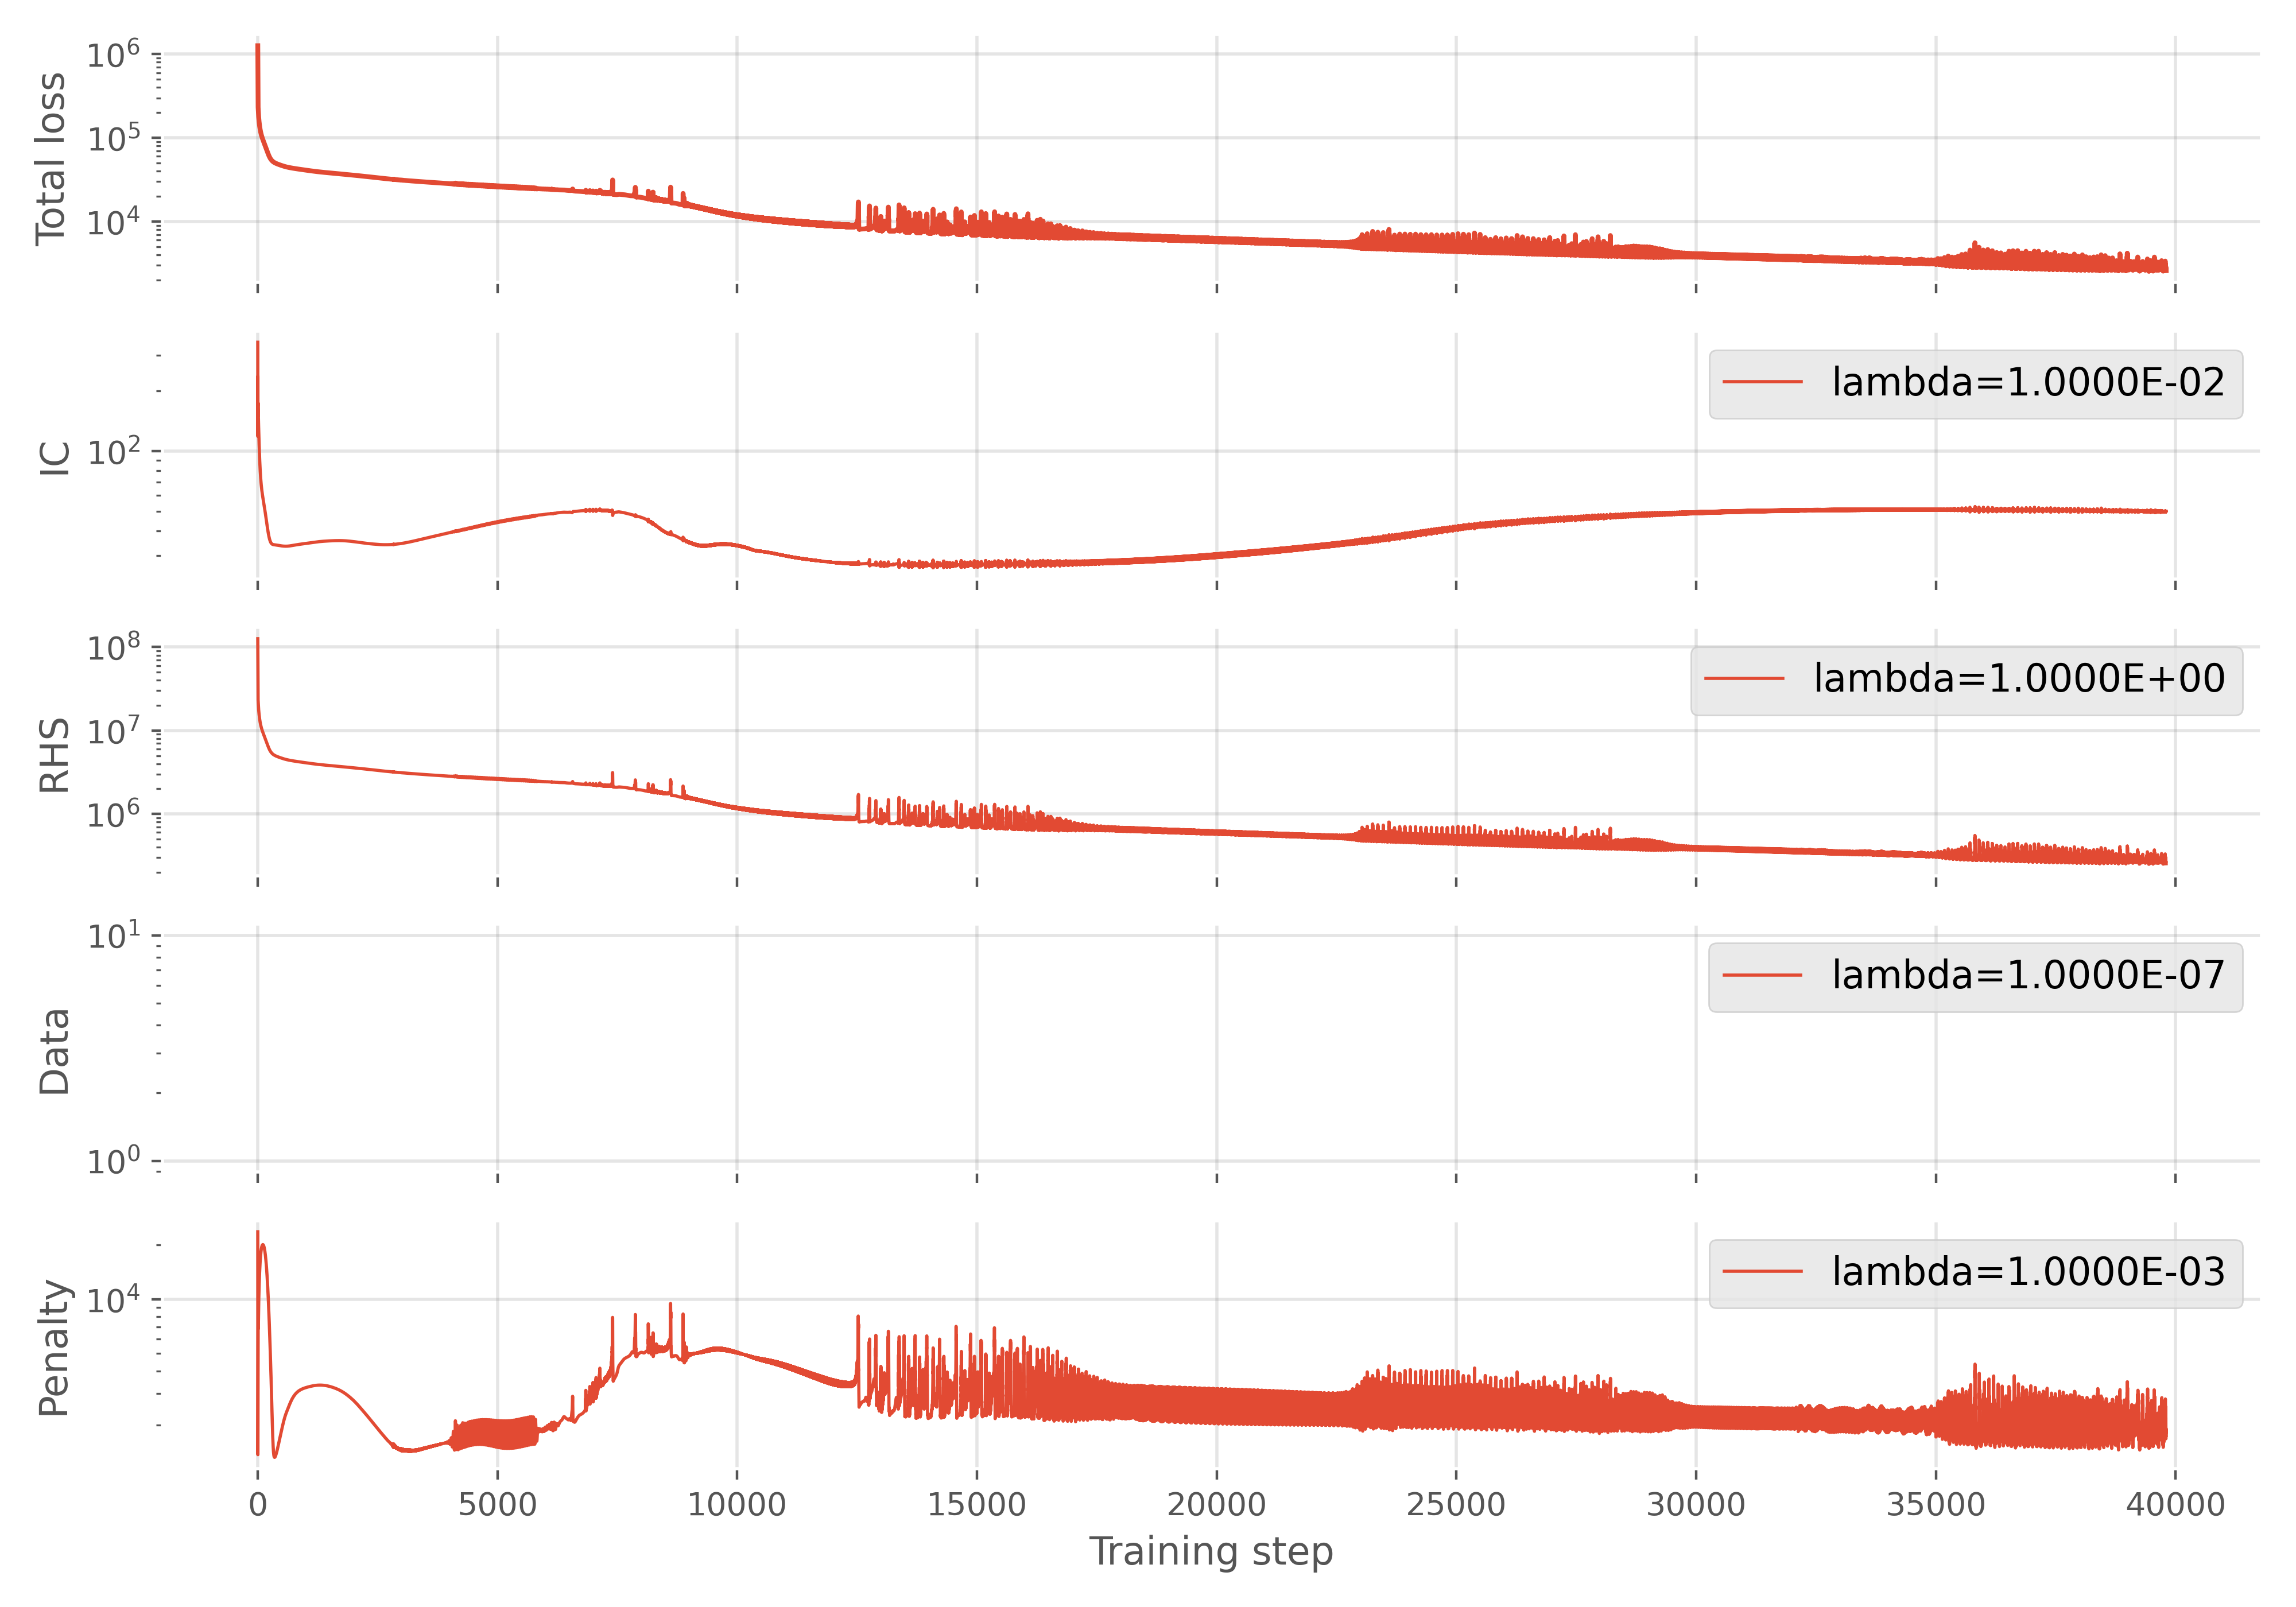 Total loss
10^6
10^5
10^4
IC
10^2
lambda=1.0000E-02
RHS
10^8
10^7
10^6
lambda=1.0000E+00
Data
10^1
10^0
lambda=1.0000E-07
Penalty
10^4
lambda=1.0000E-03
0 5000 10000 15000 20000 25000 30000 35000 40000
Training step